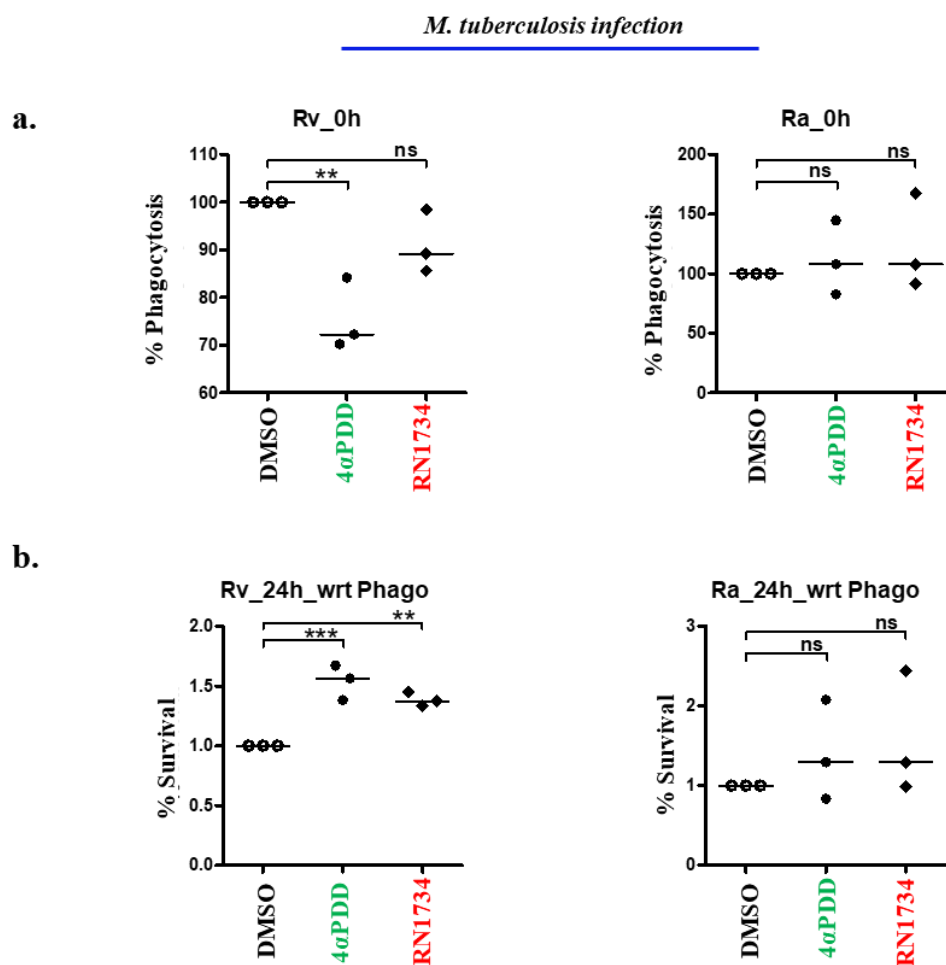 M. tuberculosis infection
a.
Rv_0h
Ra_0h
ns
**
ns
ns
% Phagocytosis
110
100
90
80
70
60
% Phagocytosis
200
150
100
50
0
DMSO
4αPDD
RN1734
DMSO
4αPDD
RN1734
b.
Rv_24h_wrt Phago
Ra_24h_wrt Phago
**
***
ns
ns
% Survival
2.0
1.5
1.0
0.5
0.0
% Survival
3
2
1
0
DMSO
4αPDD
RN1734
DMSO
4αPDD
RN1734